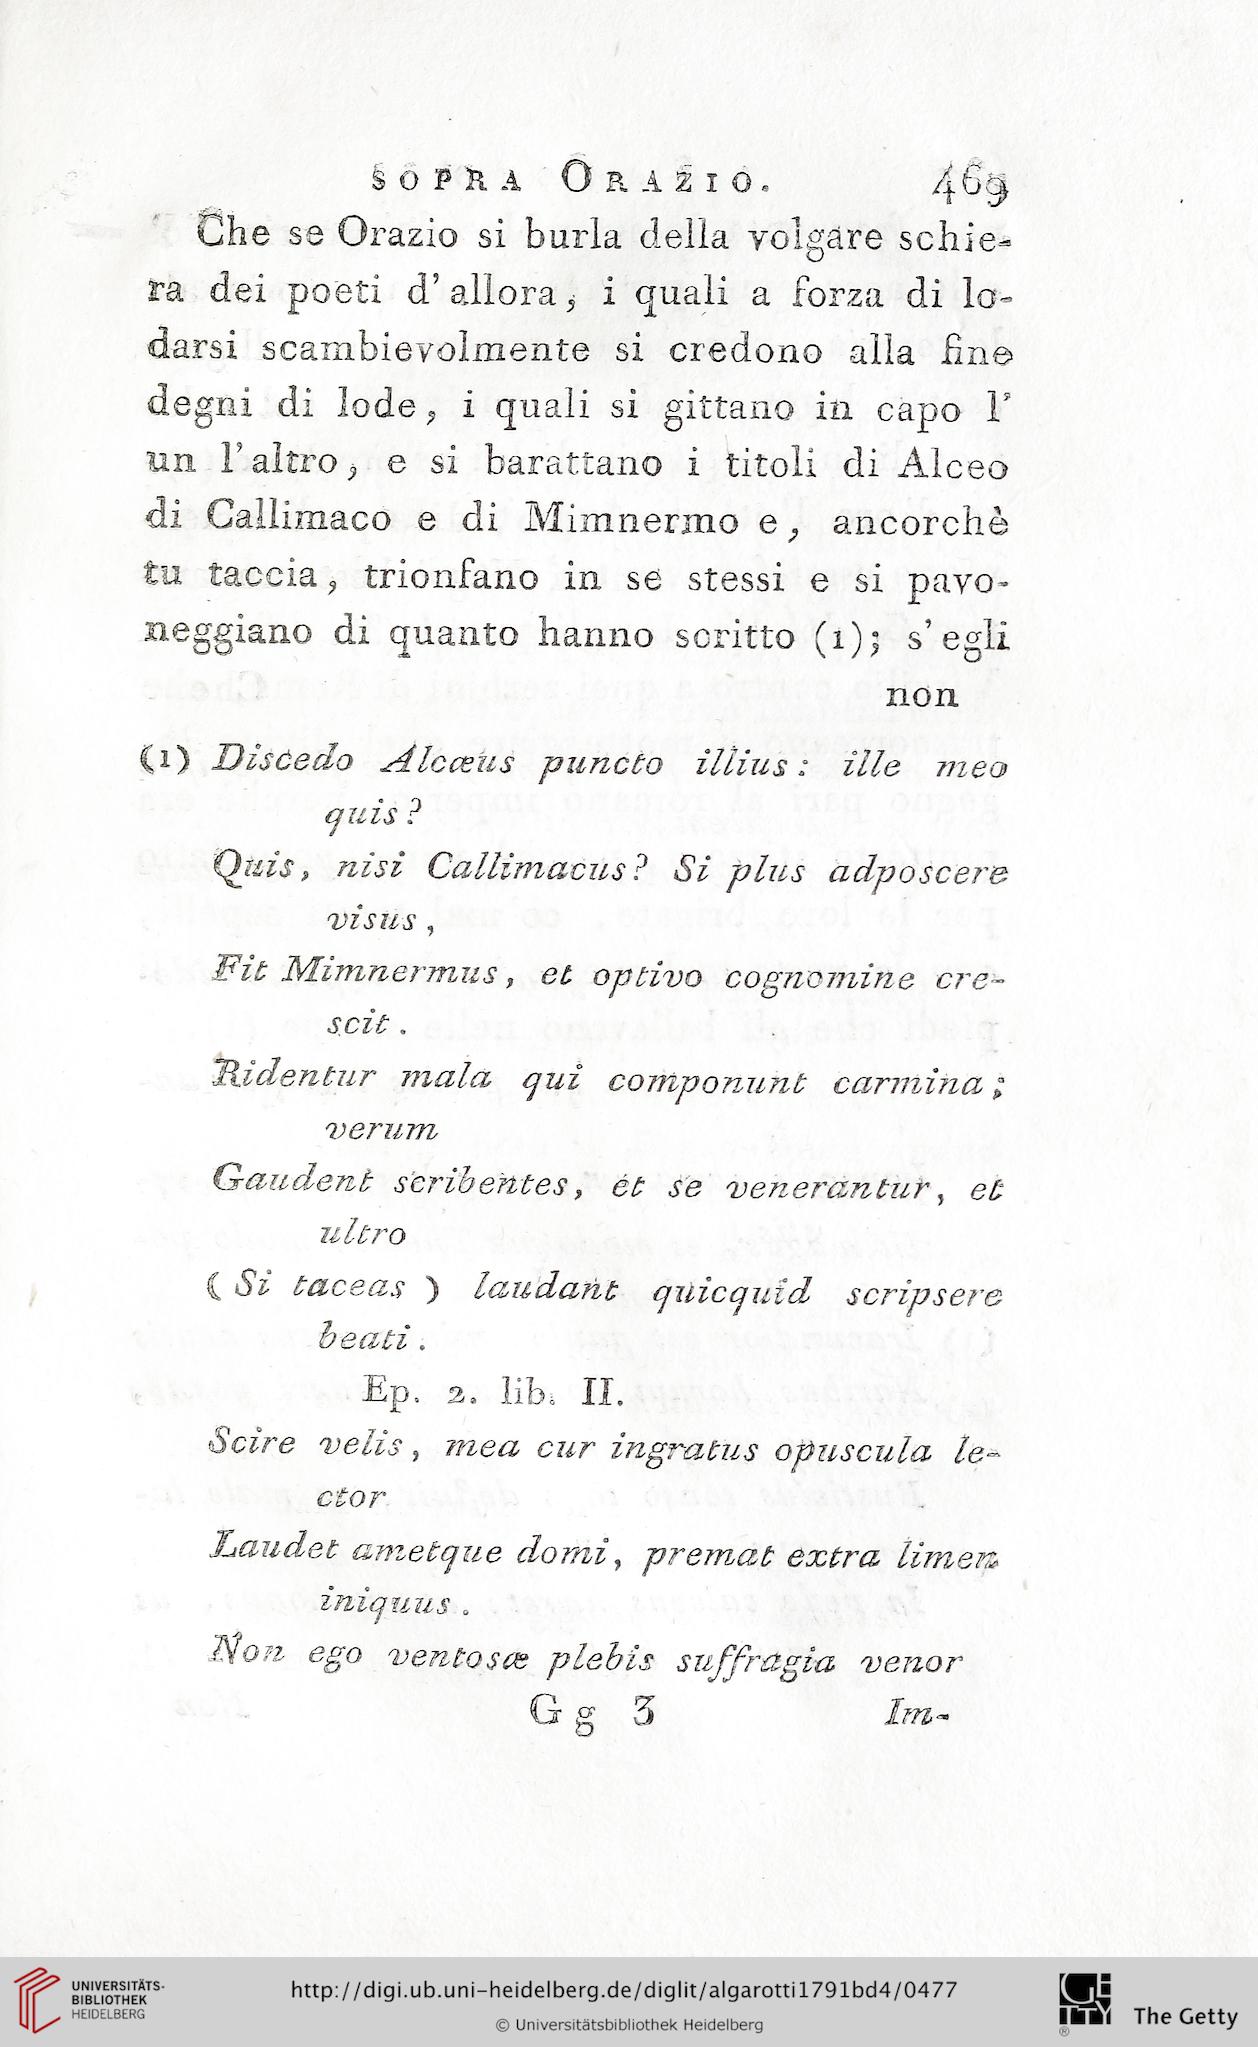 SOPRA ORAZIO. 469
Che se Orazio si burla della volgare schie-
ra dei poeti d'allora, i quali a forza di lo-
darsi scambievolmente si credono alla fine
degni di lode, i quali si gittano in capo l'
un l'altro, e si barattano i titoli di Alceo
di Callimaco e di Mimnermo e, ancorchè
tu taccia, trionfano in se stessi e si pavo-
neggiano di quanto hanno scritto (1); s'egli
non
(1) Discedo Alcæus puncto illius: ille meo
quis?
Quis, nisi Callimacus? Si plus adposcere
visus,
Fit Mimnermus, et optivo cognomine cre-
scit.
Ridentur mala qui componunt carmina;
verum
Gaudent scribentes, et se venerantur, et
ultro
(Si taceas) laudant quicquid scripsere
beati.
Ep. 2. lib. II.
Scire velis, mea cur ingratus opuscula le-
ctor
Laudet ametque domi, premat extra limen
iniquus.
Non ego ventosæ plebis suffragia venor
Gg 3 Im-
UNIVERSITÄTS-
BIBLIOTHEK
HEIDELBERG
http://digi.ub.uni-heidelberg.de/diglit/algarotti1791bd4/0477
© Universitätsbibliothek Heidelberg
GETTY
®
The Getty